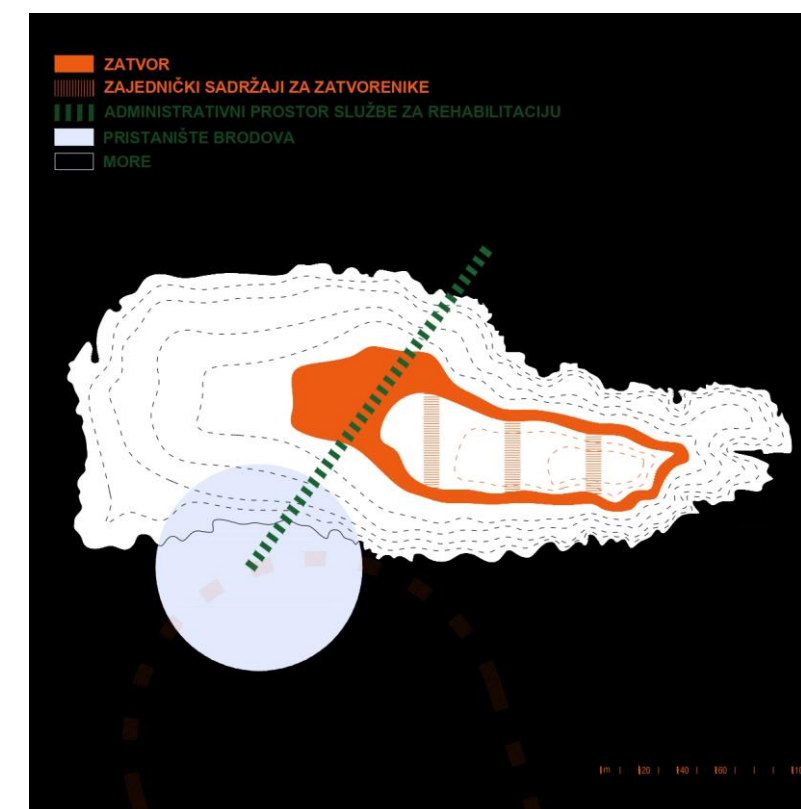 ZATVOR
ZAJEDNIČKI SADRŽAJI ZA ZATVORENIKE
ADMINISTRATIVNI PROSTOR SLUŽBE ZA REHABILITACIJU
PRISTANIŠTE BRODOVA
MORE
m 20 40 60